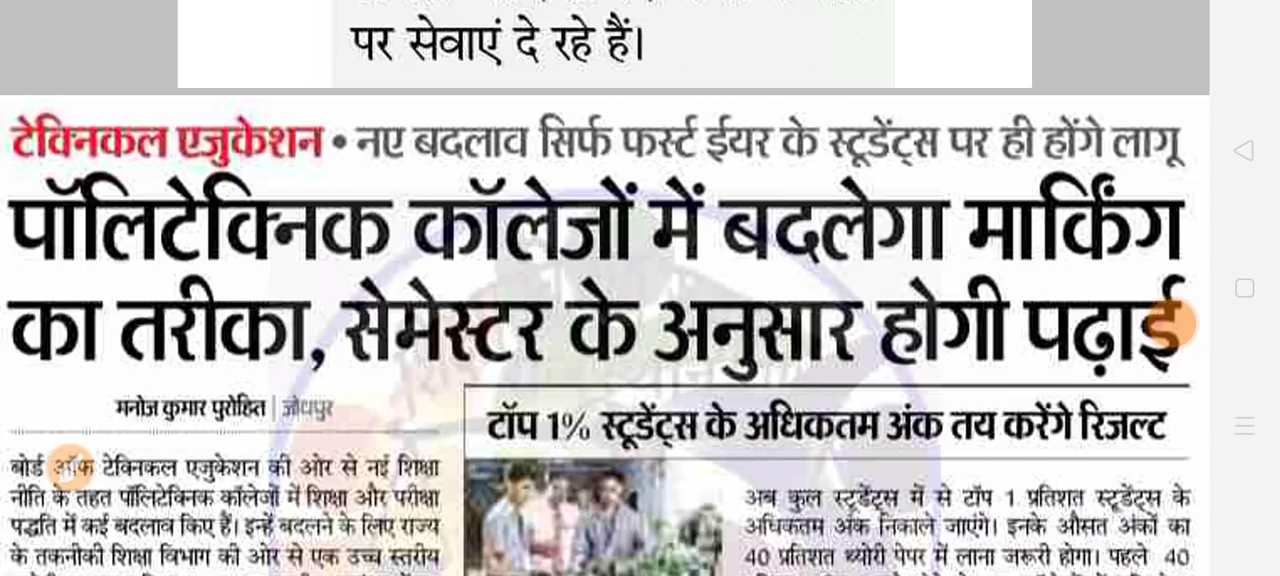 पर सेवाएं दे रहे हैं।
टेक्निकल एजुकेशन • नए बदलाव सिर्फ फर्स्ट ईयर के स्टूडेंट्स पर ही होंगे लागू
पॉलिटेक्निक कॉलेजों में बदलेगा मार्किंग
का तरीका, सेमेस्टर के अनुसार होगी पढ़ाई
मनोज कुमार पुरोहित | जोधपुर
बोर्ड ऑफ टेक्निकल एजुकेशन की ओर से नई शिक्षा
नीति के तहत पॉलिटेक्निक कॉलेजों में शिक्षा और परीक्षा
पद्धति में कई बदलाव किए हैं। इन्हें बदलने के लिए राज्य
के तकनीकी शिक्षा विभाग की ओर से एक उच्च स्तरीय
टॉप 1% स्टूडेंट्स के अधिकतम अंक तय करेंगे रिजल्ट
अब कुल स्टूडेंट्स में से टॉप 1 प्रतिशत स्टूडेंट्स के
अधिकतम अंक निकाले जाएंगे। इनके औसत अंकों का
40 प्रतिशत थ्योरी पेपर में लाना जरूरी होगा। पहले 40